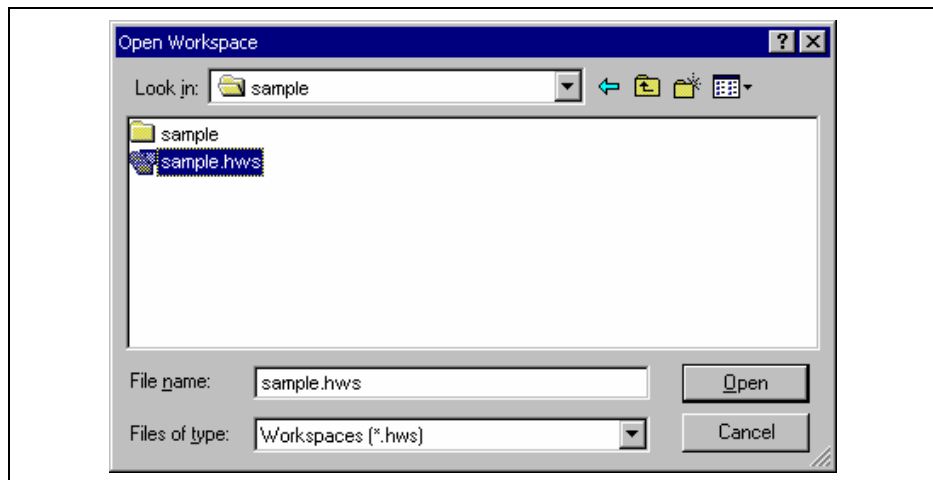 Open Workspace
Look in: sample
sample
sample.hws
File name: sample.hws
Open
Files of type: Workspaces (*.hws)
Cancel